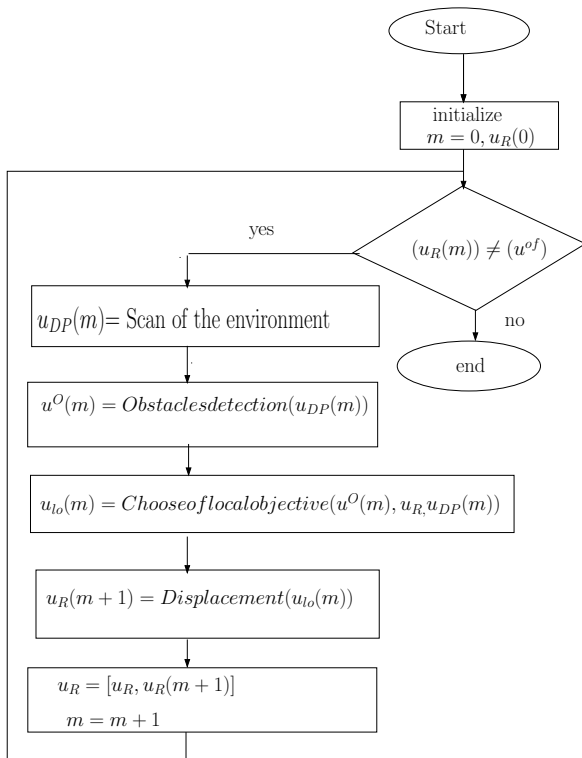 Start
initialize
m = 0, u_R(0)
(u_R(m)) ≠ (u^{of})
yes
no
end
u_{DP}(m)= Scan of the environment
u^O(m) = Obstaclesdetection(u_{DP}(m))
u_{lo}(m) = Chooseoflocalobjective(u^O(m), u_{R,}u_{DP}(m))
u_R(m + 1) = Displacement(u_{lo}(m))
u_R = [u_R, u_R(m + 1)]
m = m + 1